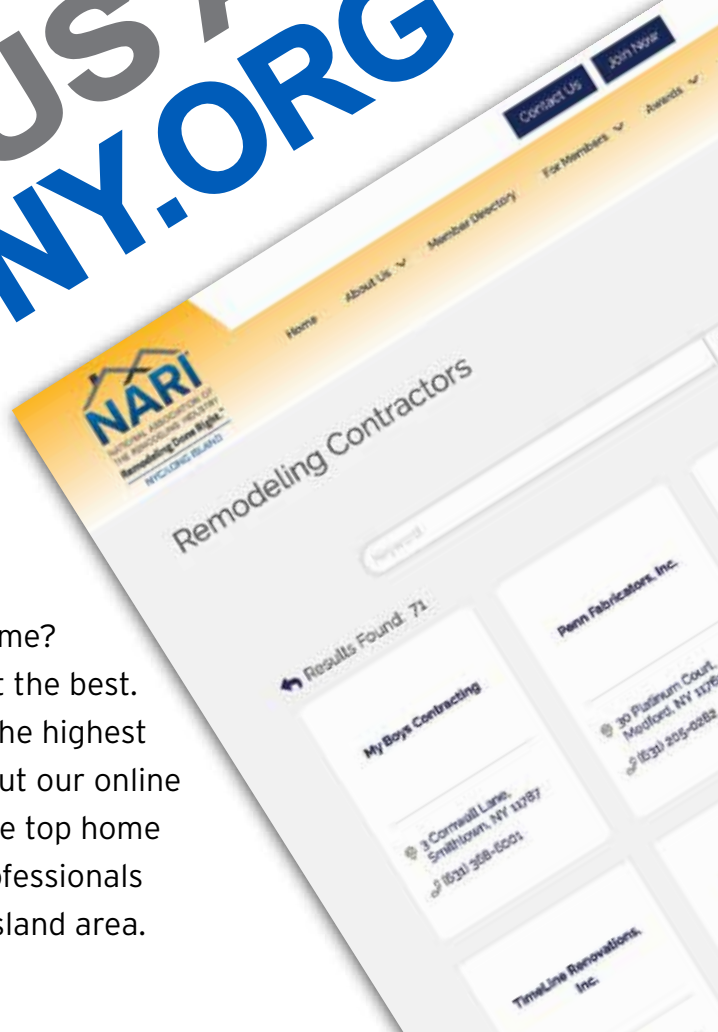 US A
NY.ORG
Contact Us
Join Now
Home
About Us
Member Directory
For Members
Awards
NARI
NATIONAL ASSOCIATION OF
THE REMODELING INDUSTRY
Remodeling Done Right.™
NYC/LONG ISLAND
Remodeling Contractors
Keyword
Results Found: 71
My Boys Contracting
3 Cornwall Lane,
Smithtown, NY 11787
(631) 368-6001
Penn Fabricators, Inc.
30 Platinum Court,
Medford, NY 1176
(631) 205-0282
TimeLine Renovations,
Inc.
me?
t the best.
he highest
ut our online
e top home
ofessionals
sland area.